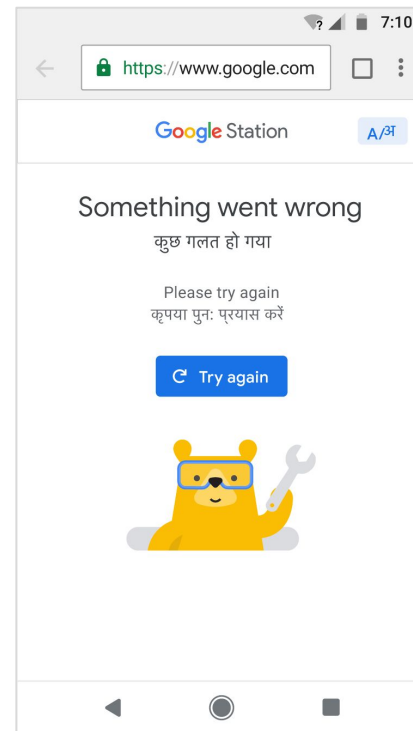 7:10
https://www.google.com
Google Station
A/अ
Something went wrong
कुछ गलत हो गया
Please try again
कृपया पुन: प्रयास करें
Try again